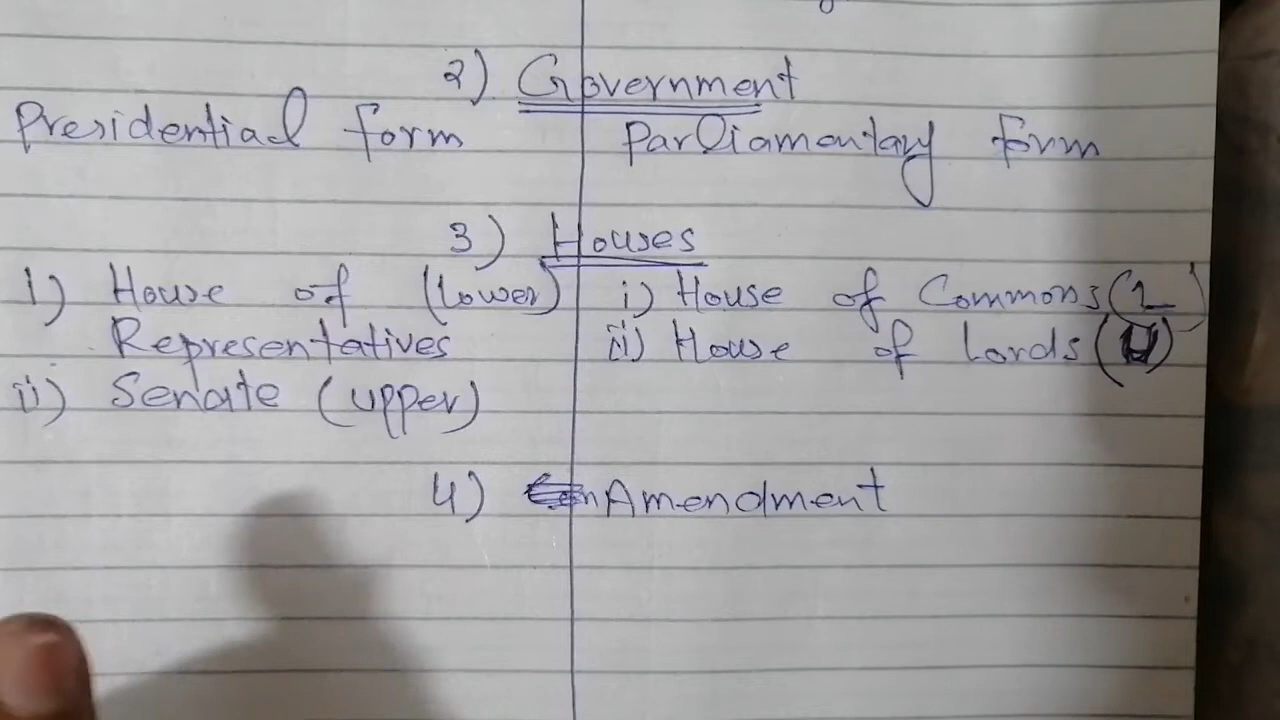 2) Government
Presidential form Parliamentary form
3) Houses
i) House of (Lower) i) House of Commons (L)
Representatives ii) House of Lords (U)
ii) Senate (upper)
4) Amendment